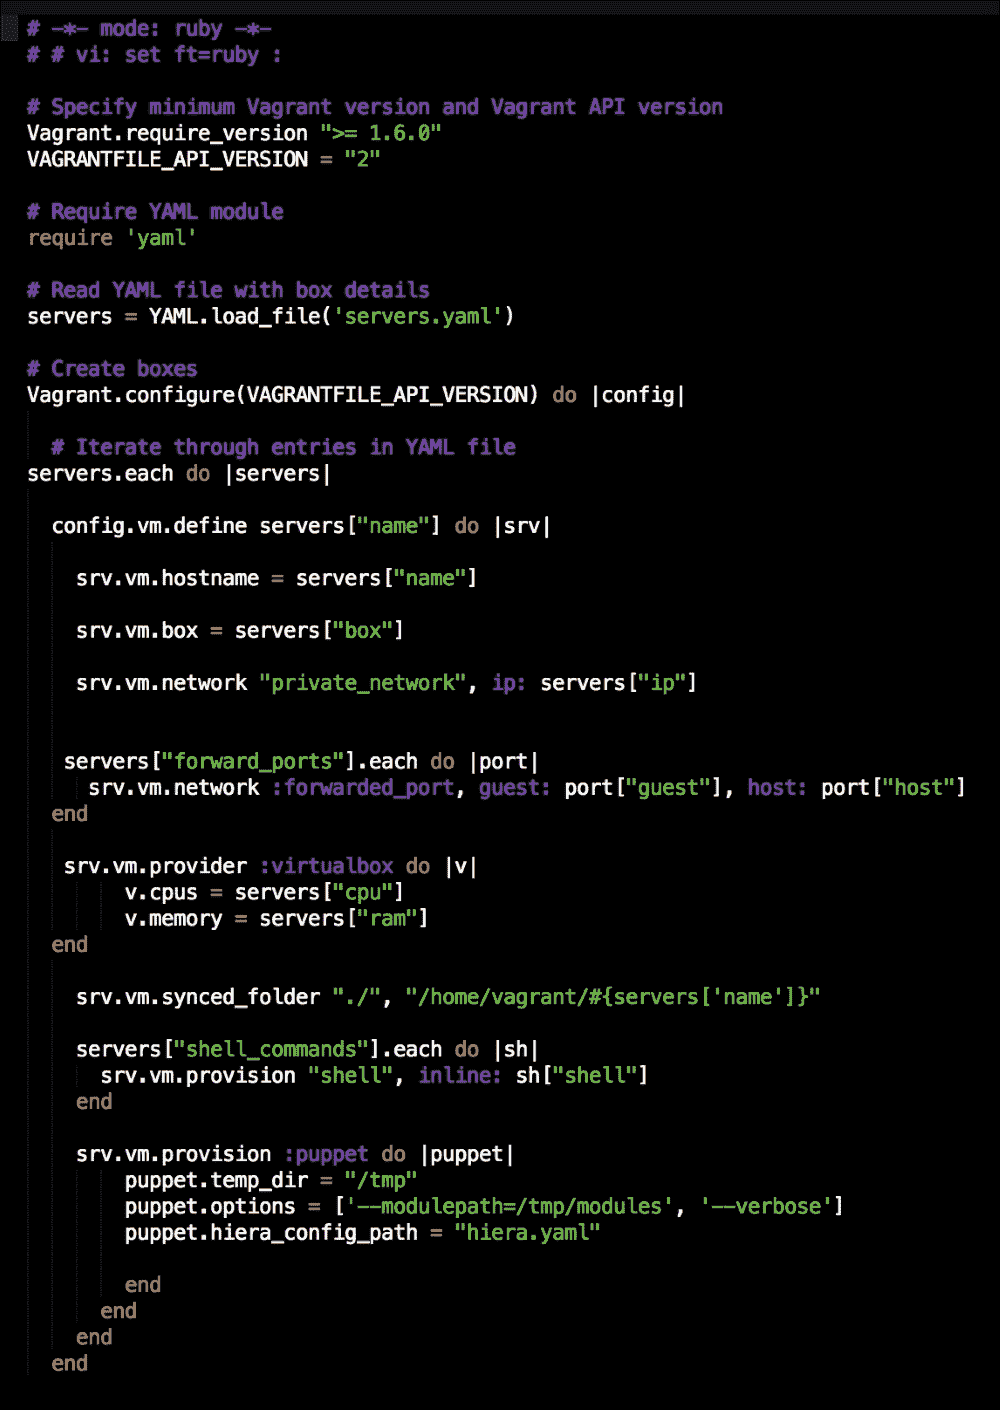 # -*- mode: ruby -*-
# # vi: set ft=ruby :
# Specify minimum Vagrant version and Vagrant API version
Vagrant.require_version ">= 1.6.0"
VAGRANTFILE_API_VERSION = "2"
# Require YAML module
require 'yaml'
# Read YAML file with box details
servers = YAML.load_file('servers.yaml')
# Create boxes
Vagrant.configure(VAGRANTFILE_API_VERSION) do |config|
  # Iterate through entries in YAML file
servers.each do |servers|
  config.vm.define servers["name"] do |srv|
    srv.vm.hostname = servers["name"]
    srv.vm.box = servers["box"]
    srv.vm.network "private_network", ip: servers["ip"]
   servers["forward_ports"].each do |port|
     srv.vm.network :forwarded_port, guest: port["guest"], host: port["host"]
  end
   srv.vm.provider :virtualbox do |v|
        v.cpus = servers["cpu"]
        v.memory = servers["ram"]
  end
    srv.vm.synced_folder "./", "/home/vagrant/#{servers['name']}"
    servers["shell_commands"].each do |sh|
      srv.vm.provision "shell", inline: sh["shell"]
    end
    srv.vm.provision :puppet do |puppet|
        puppet.temp_dir = "/tmp"
        puppet.options = ['--modulepath=/tmp/modules', '--verbose']
        puppet.hiera_config_path = "hiera.yaml"
        end
      end
    end
  end